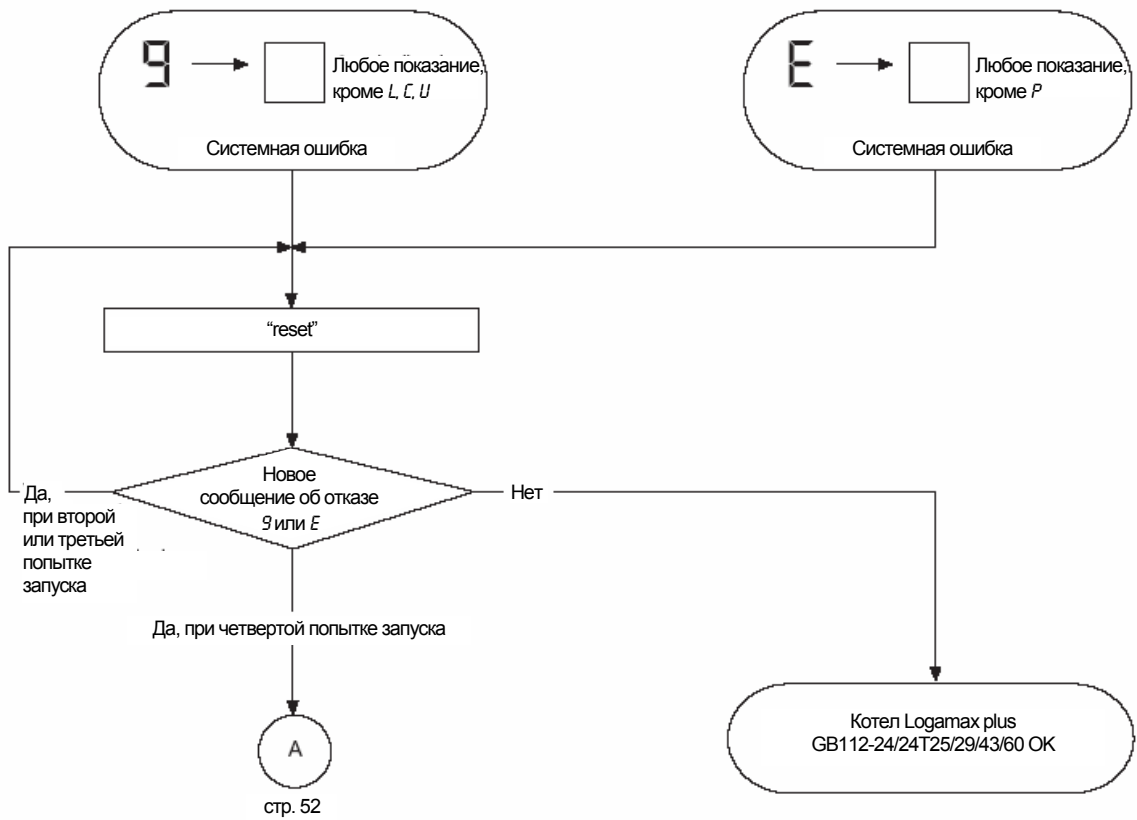 9
Любое показание,
кроме L, C, U
Системная ошибка
E
Любое показание,
кроме P
Системная ошибка
“reset”
Новое
сообщение об отказе
9 или E
Да,
при второй
или третьей
попытке
запуска
Нет
Да, при четвертой попытке запуска
A
стр. 52
Котел Logamax plus
GB112-24/24T25/29/43/60 OK